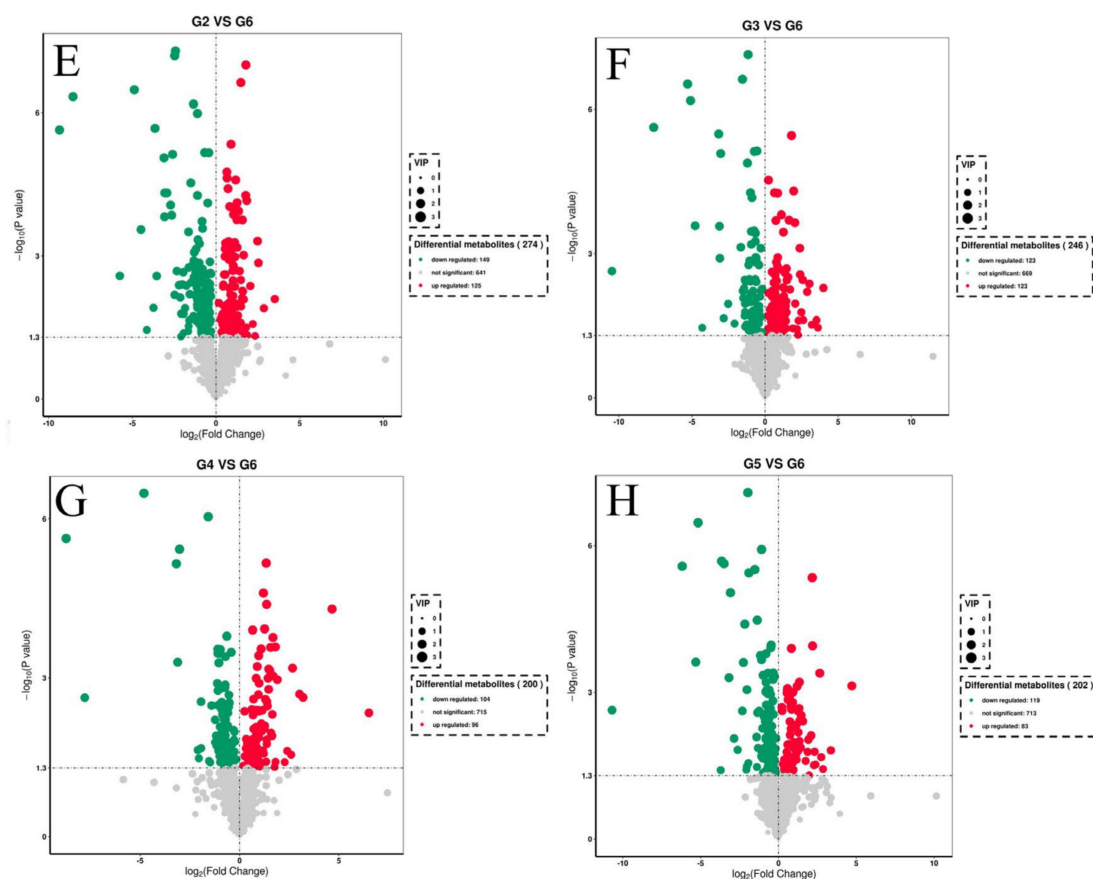 G2 VS G6
E
6
3
1.3
0
−log10(P value)
-10
-5
0
5
10
log2(Fold Change)
VIP
0
1
2
3
Differential metabolites ( 274 )
down regulated: 149
not significant: 641
up regulated: 125
G3 VS G6
F
6
3
1.3
0
−log10(P value)
-10
-5
0
5
10
log2(Fold Change)
VIP
0
1
2
3
Differential metabolites ( 246 )
down regulated: 123
not significant: 669
up regulated: 123
G4 VS G6
G
6
3
1.3
0
−log10(P value)
-5
0
5
log2(Fold Change)
VIP
0
1
2
3
Differential metabolites ( 200 )
down regulated: 104
not significant: 715
up regulated: 96
G5 VS G6
H
6
3
1.3
0
−log10(P value)
-10
-5
0
5
10
log2(Fold Change)
VIP
0
1
2
3
Differential metabolites ( 202 )
down regulated: 119
not significant: 713
up regulated: 83